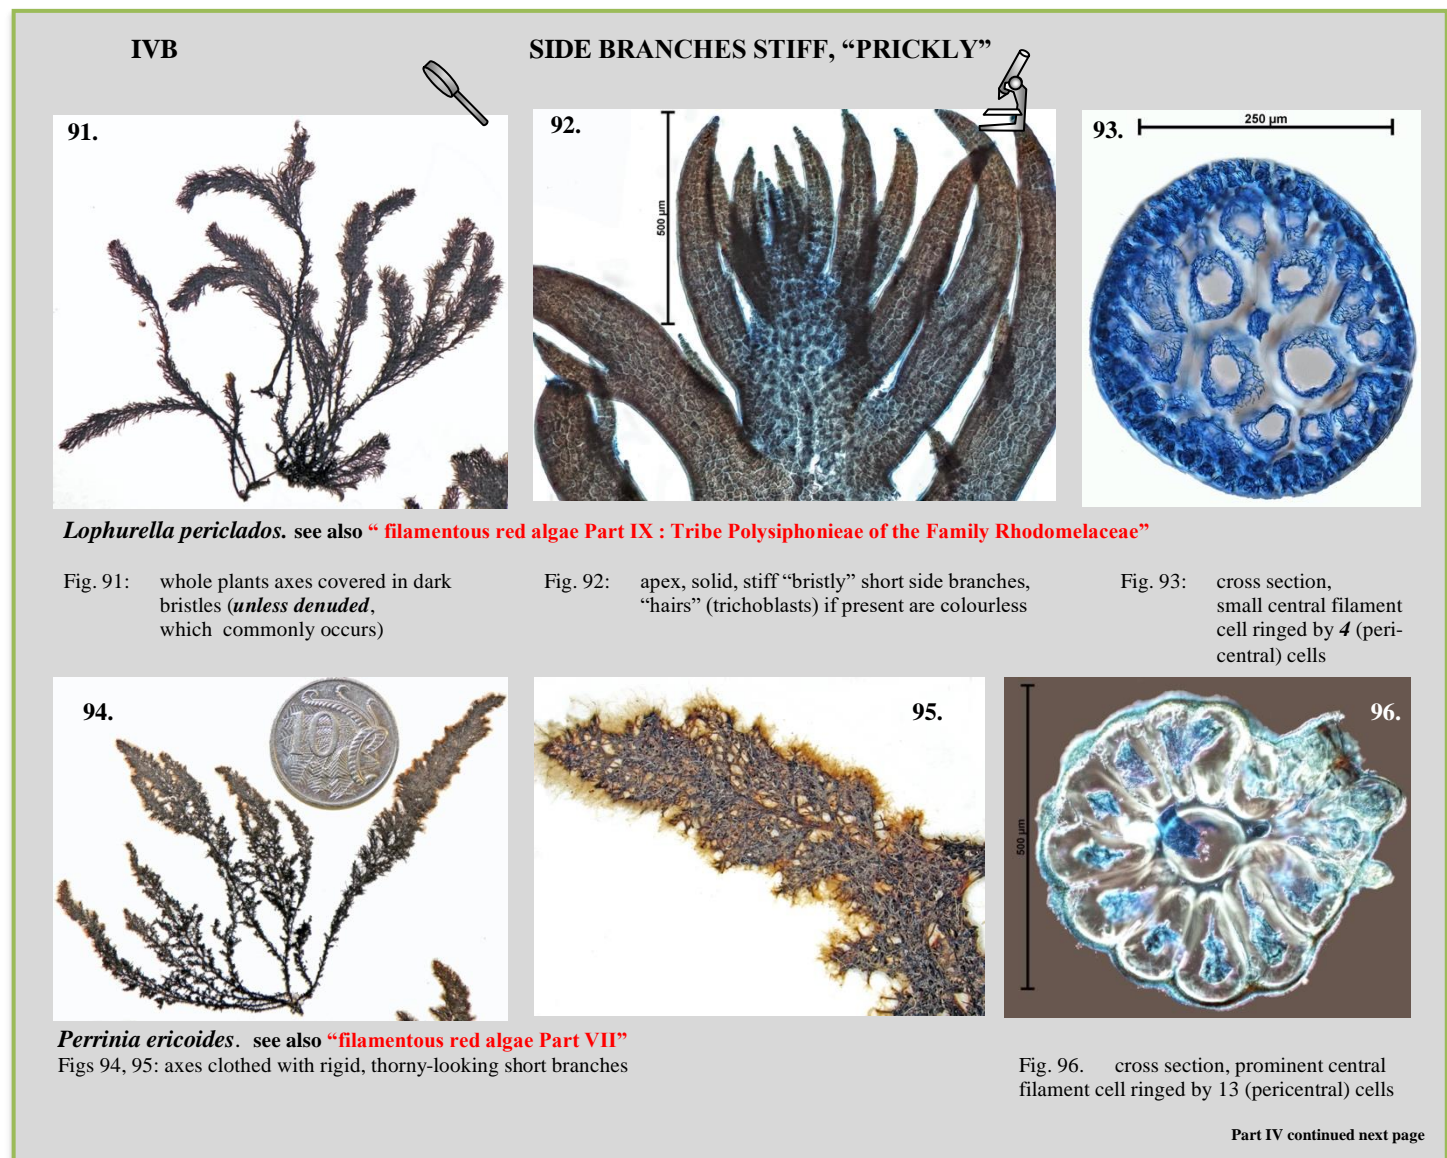 IVB SIDE BRANCHES STIFF, “PRICKLY”
91.
92.
500 µm
93.
250 µm
Lophurella periclados. see also “ filamentous red algae Part IX : Tribe Polysiphonieae of the Family Rhodomelaceae”
Fig. 91: whole plants axes covered in dark
bristles (unless denuded,
which commonly occurs)
Fig. 92: apex, solid, stiff “bristly” short side branches,
“hairs” (trichoblasts) if present are colourless
Fig. 93: cross section,
small central filament
cell ringed by 4 (peri-
central) cells
94.
10
95.
96.
500 µm
Perrinia ericoides. see also “filamentous red algae Part VII”
Figs 94, 95: axes clothed with rigid, thorny-looking short branches
Fig. 96. cross section, prominent central
filament cell ringed by 13 (pericentral) cells
Part IV continued next page